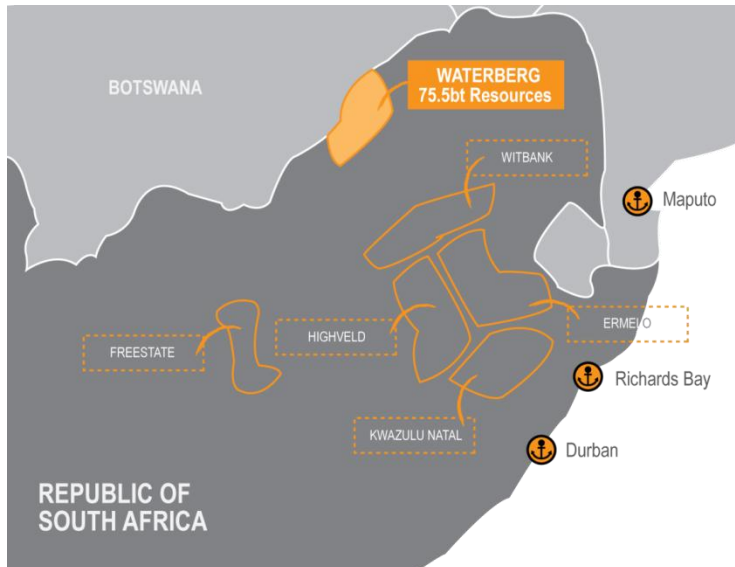 BOTSWANA
WATERBERG
75.5bt Resources
WITBANK
Maputo
FREESTATE
HIGHVELD
ERMELO
Richards Bay
KWAZULU NATAL
Durban
REPUBLIC OF
SOUTH AFRICA